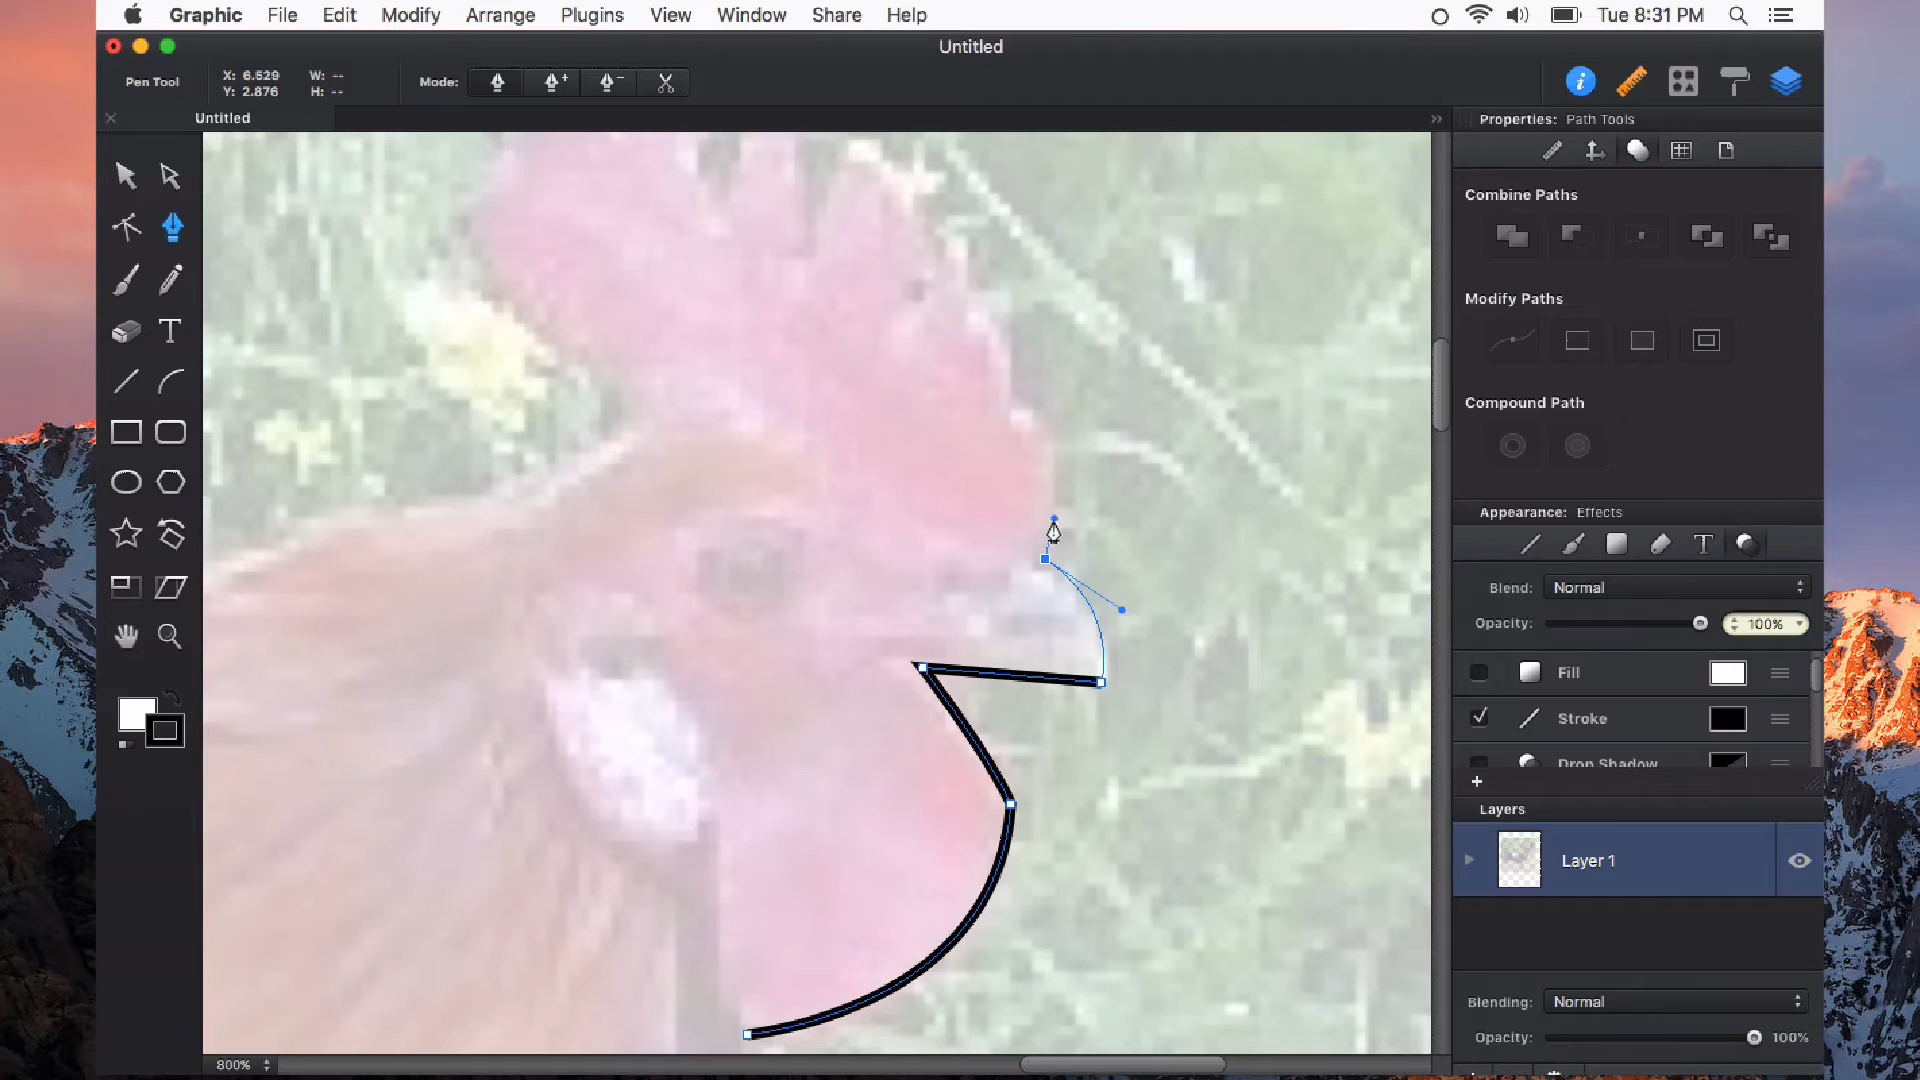 Graphic File Edit Modify Arrange Plugins View Window Share Help Tue 8:31 PM
Untitled
Pen Tool X: 6.529 W: -- Mode:
Y: 2.876 H: --
Untitled
Properties: Path Tools
Combine Paths
Modify Paths
Compound Path
Appearance: Effects
Blend: Normal
Opacity: 100%
Fill
Stroke
Drop Shadow
Layers
Layer 1
Blending: Normal
Opacity: 100%
800%